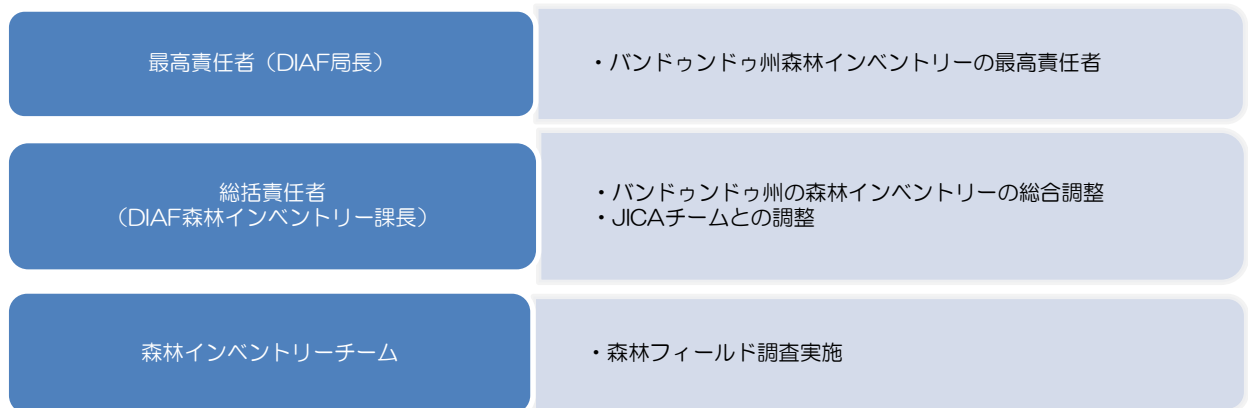 最高責任者（DIAF局長）
・バンドゥンドゥ州森林インベントリーの最高責任者
総括責任者
（DIAF森林インベントリー課長）
・バンドゥンドゥ州の森林インベントリーの総合調整
・JICAチームとの調整
森林インベントリーチーム
・森林フィールド調査実施